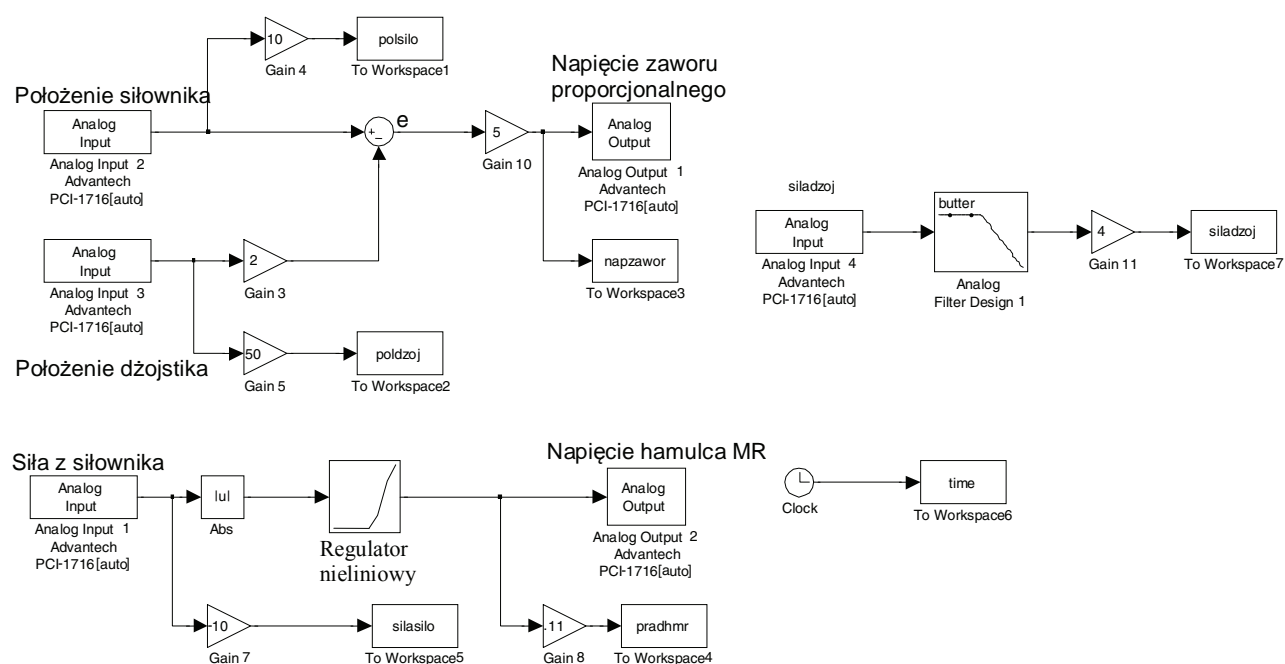 10
Gain 4
polsilo
To Workspace1
Położenie siłownika
Analog
Input
Analog Input 2
Advantech
PCI-1716[auto]
+
_
e
5
Gain 10
Napięcie zaworu
proporcjonalnego
Analog
Output
Analog Output 1
Advantech
PCI-1716[auto]
napzawor
To Workspace3
Analog
Input
Analog Input 3
Advantech
PCI-1716[auto]
Położenie dżojstika
2
Gain 3
50
Gain 5
poldzoj
To Workspace2
siladzoj
Analog
Input
Analog Input 4
Advantech
PCI-1716[auto]
butter
Analog
Filter Design 1
4
Gain 11
siladzoj
To Workspace7
Siła z siłownika
Analog
Input
Analog Input 1
Advantech
PCI-1716[auto]
|u|
Abs
Regulator
nieliniowy
Napięcie hamulca MR
Analog
Output
Analog Output 2
Advantech
PCI-1716[auto]
-10
Gain 7
silasilo
To Workspace5
.11
Gain 8
pradhmr
To Workspace4
Clock
time
To Workspace6